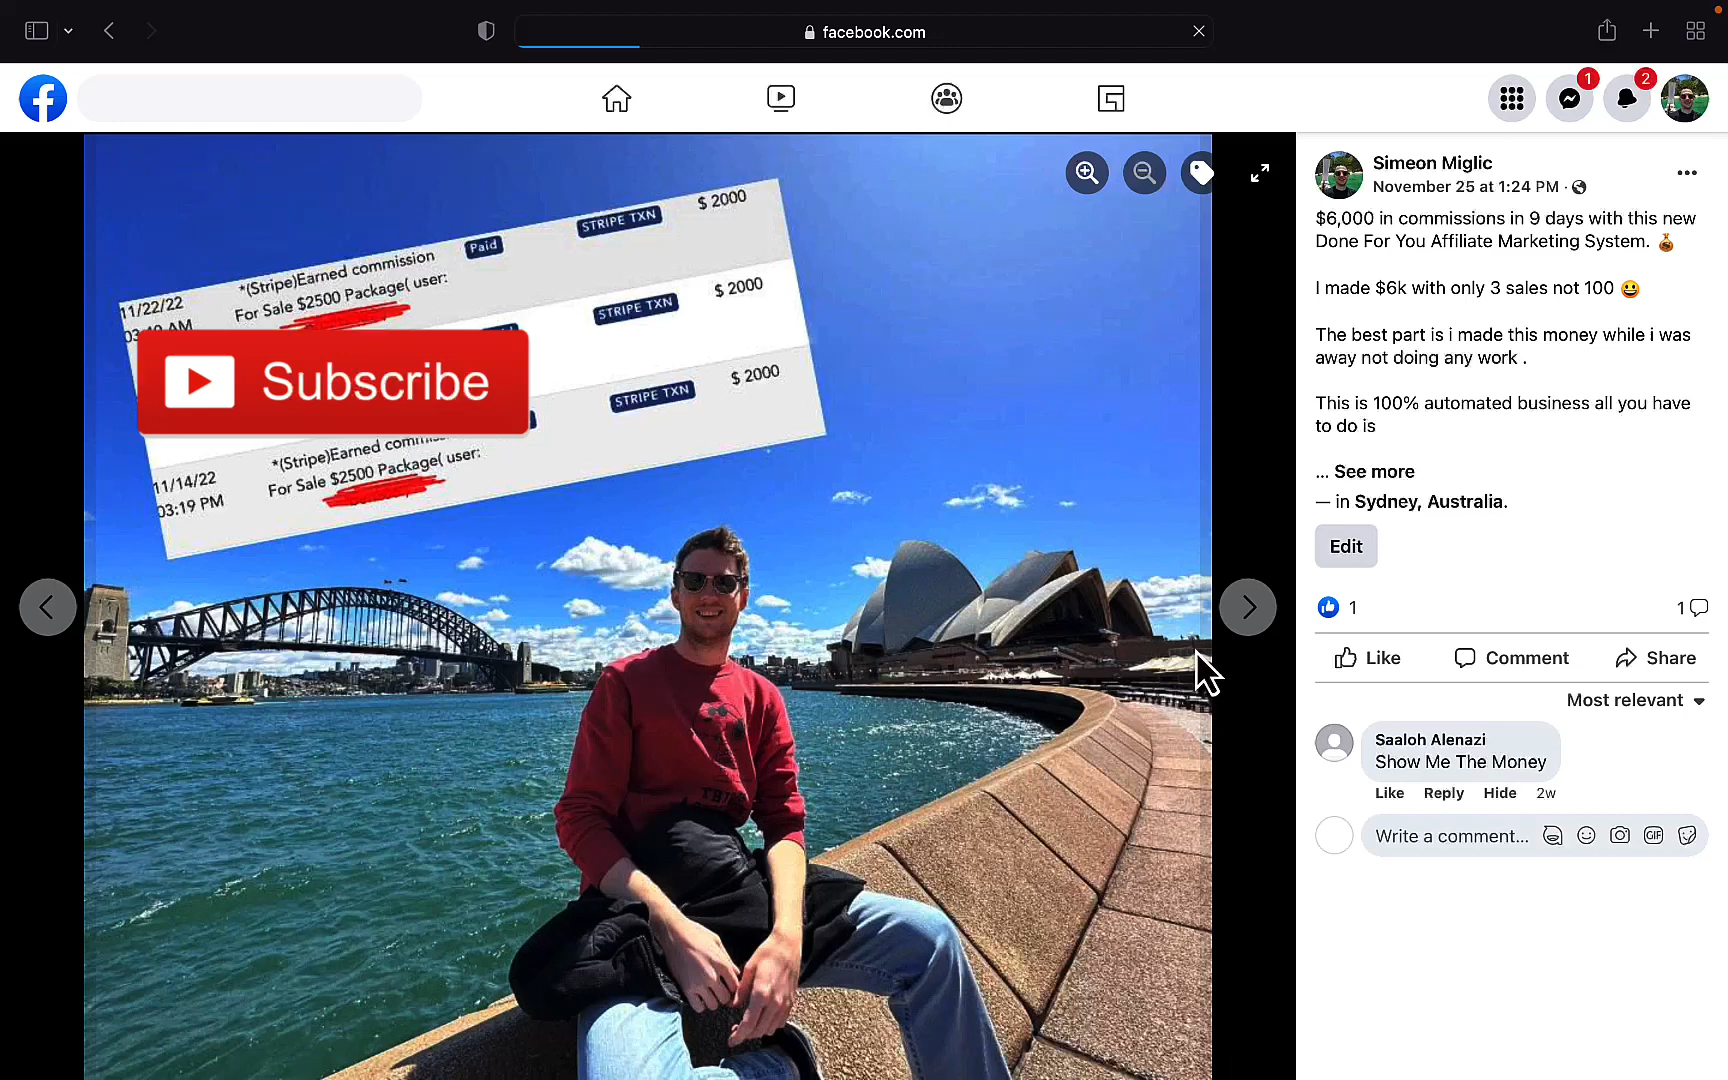 facebook.com
1
2
11/22/22
*(Stripe)Earned commission
For Sale $2500 Package( user:
Paid
STRIPE TXN
$ 2000
STRIPE TXN
$ 2000
Subscribe
STRIPE TXN
$ 2000
11/14/22
03:19 PM
*(Stripe)Earned
For Sale $2500 Package( user:
Simeon Miglic
November 25 at 1:24 PM ·
$6,000 in commissions in 9 days with this new
Done For You Affiliate Marketing System. 💰
I made $6k with only 3 sales not 100 😀
The best part is i made this money while i was
away not doing any work .
This is 100% automated business all you have
to do is
... See more
— in Sydney, Australia.
Edit
1
1
Like
Comment
Share
Most relevant
Saaloh Alenazi
Show Me The Money
Like Reply Hide 2w
Write a comment...
GIF